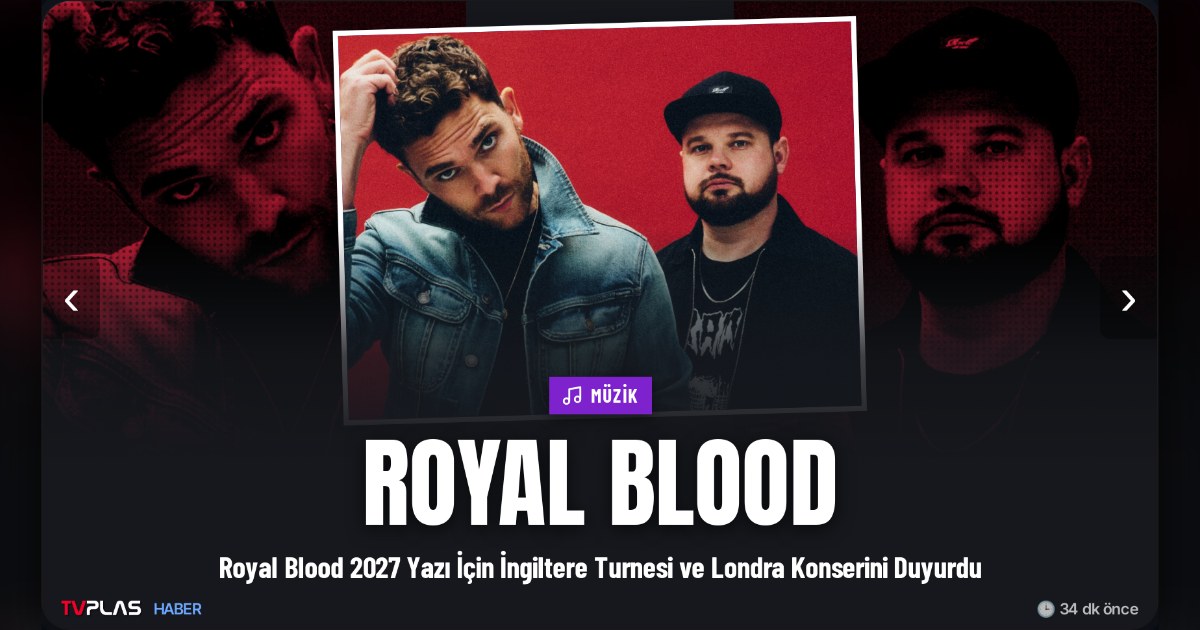 MÜZİK
ROYAL BLOOD
Royal Blood 2027 Yazı İçin İngiltere Turnesi ve Londra Konserini Duyurdu
TVPLAS HABER
34 dk önce